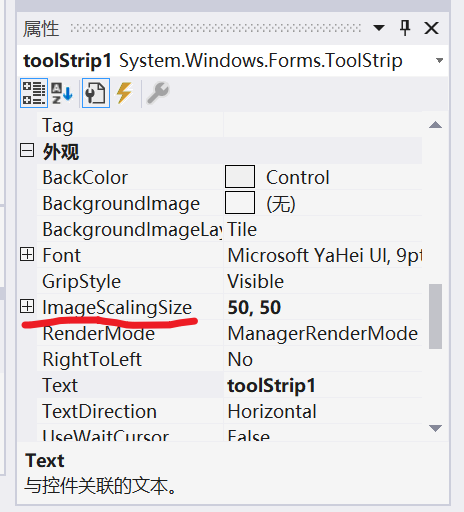 属性
toolStrip1 System.Windows.Forms.ToolStrip
Tag
外观
BackColor Control
BackgroundImage (无)
BackgroundImageLay Tile
Font Microsoft YaHei UI, 9pt
GripStyle Visible
ImageScalingSize 50, 50
RenderMode ManagerRenderMode
RightToLeft No
Text toolStrip1
TextDirection Horizontal
UseWaitCursor False
Text
与控件关联的文本。